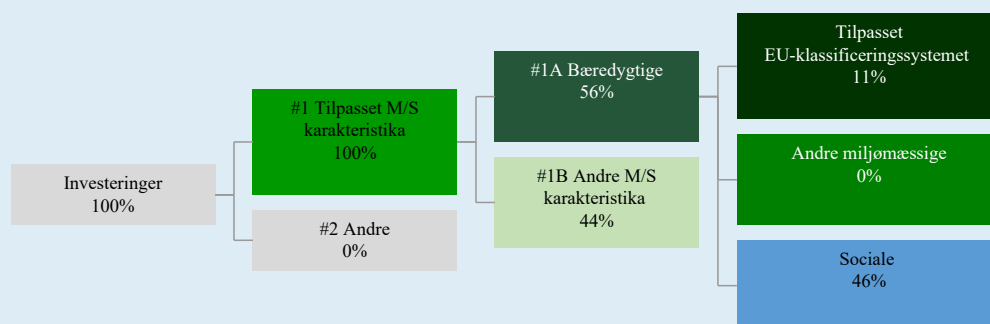 Investeringer
100%
#1 Tilpasset M/S
karakteristika
100%
#2 Andre
0%
#1A Bæredygtige
56%
#1B Andre M/S
karakteristika
44%
Tilpasset
EU-klassificeringssystemet
11%
Andre miljømæssige
0%
Sociale
46%